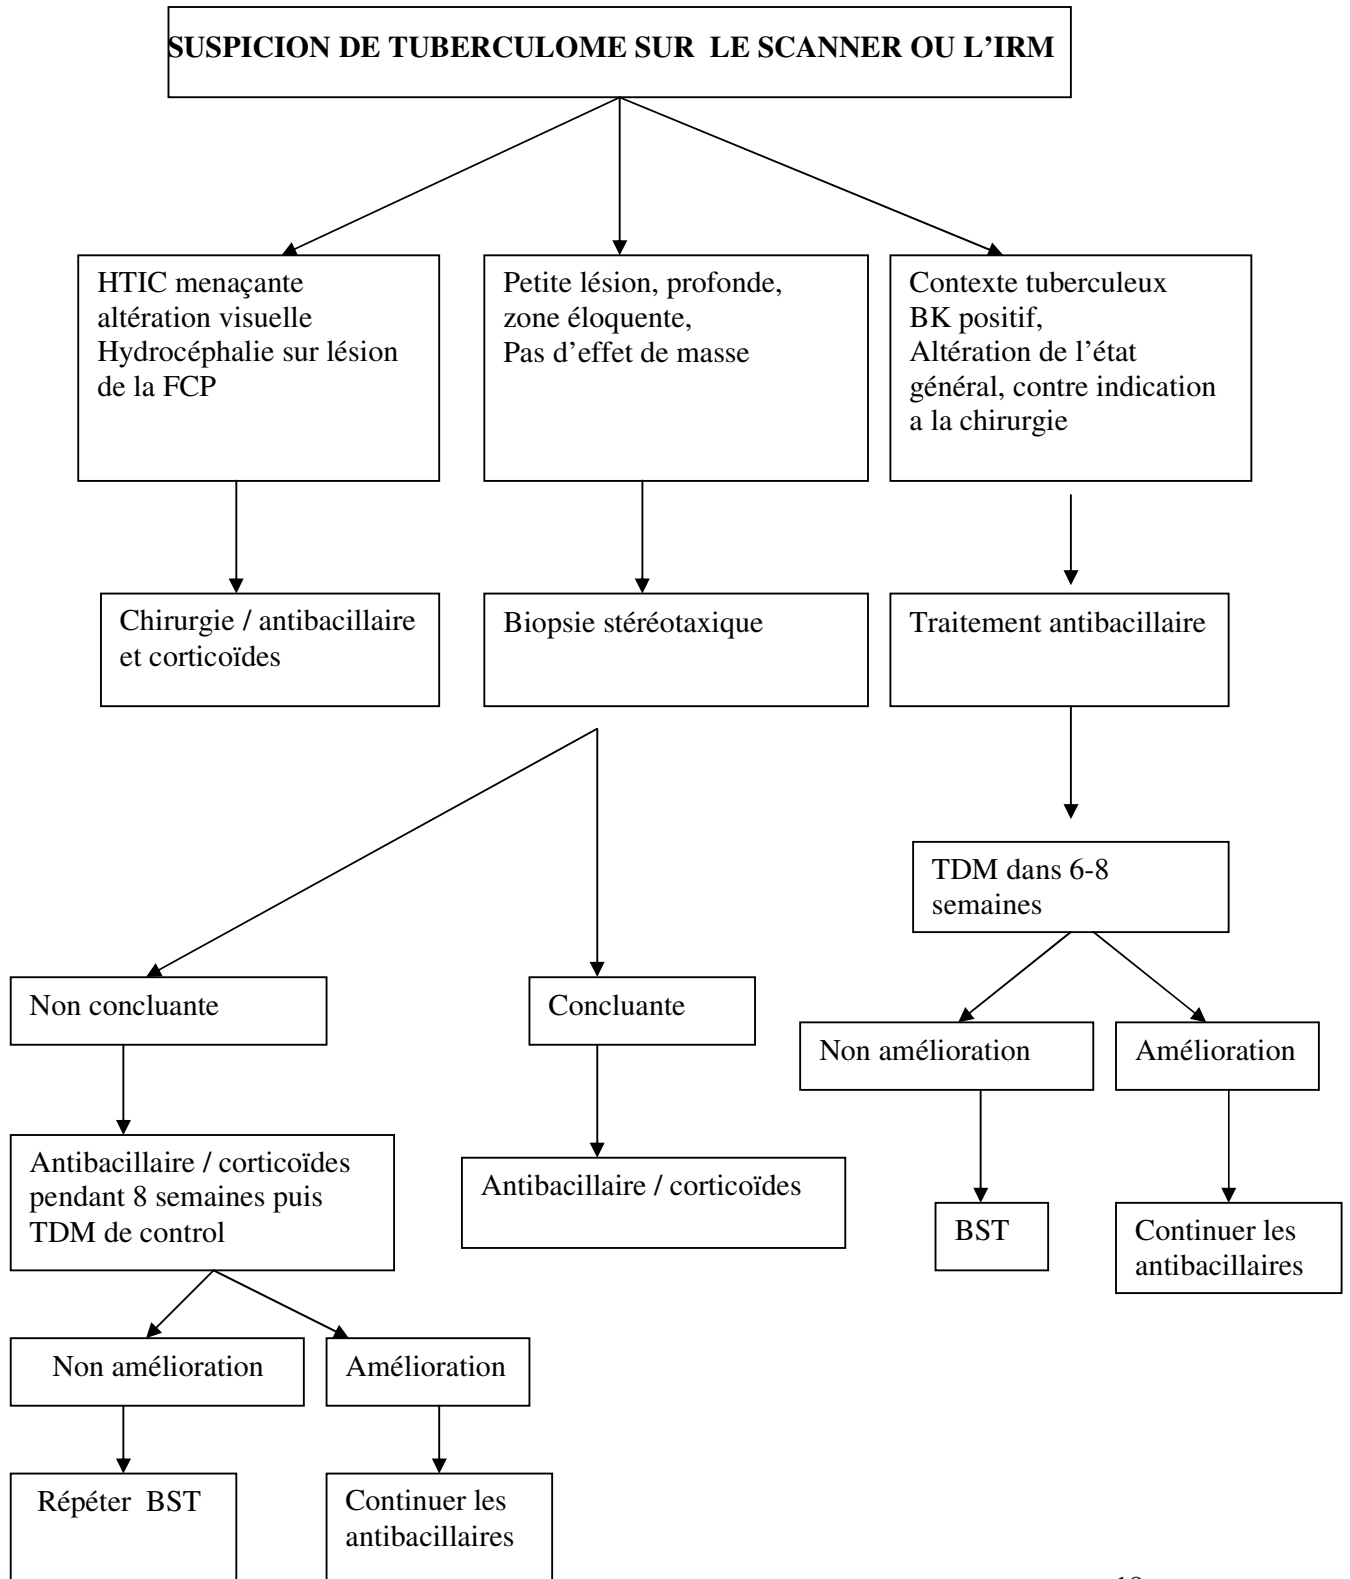 SUSPICION DE TUBERCULOME SUR LE SCANNER OU L'IRM
HTIC menaçante
altération visuelle
Hydrocéphalie sur lésion
de la FCP
Petite lésion, profonde,
zone éloquente,
Pas d'effet de masse
Contexte tuberculeux
BK positif,
Altération de l'état
général, contre indication
a la chirurgie
Chirurgie / antibacillaire
et corticoïdes
Biopsie stéréotaxique
Traitement antibacillaire
TDM dans 6-8
semaines
Non concluante
Concluante
Non amélioration
Amélioration
Antibacillaire / corticoïdes
pendant 8 semaines puis
TDM de control
Antibacillaire / corticoïdes
BST
Continuer les
antibacillaires
Non amélioration
Amélioration
Répéter BST
Continuer les
antibacillaires